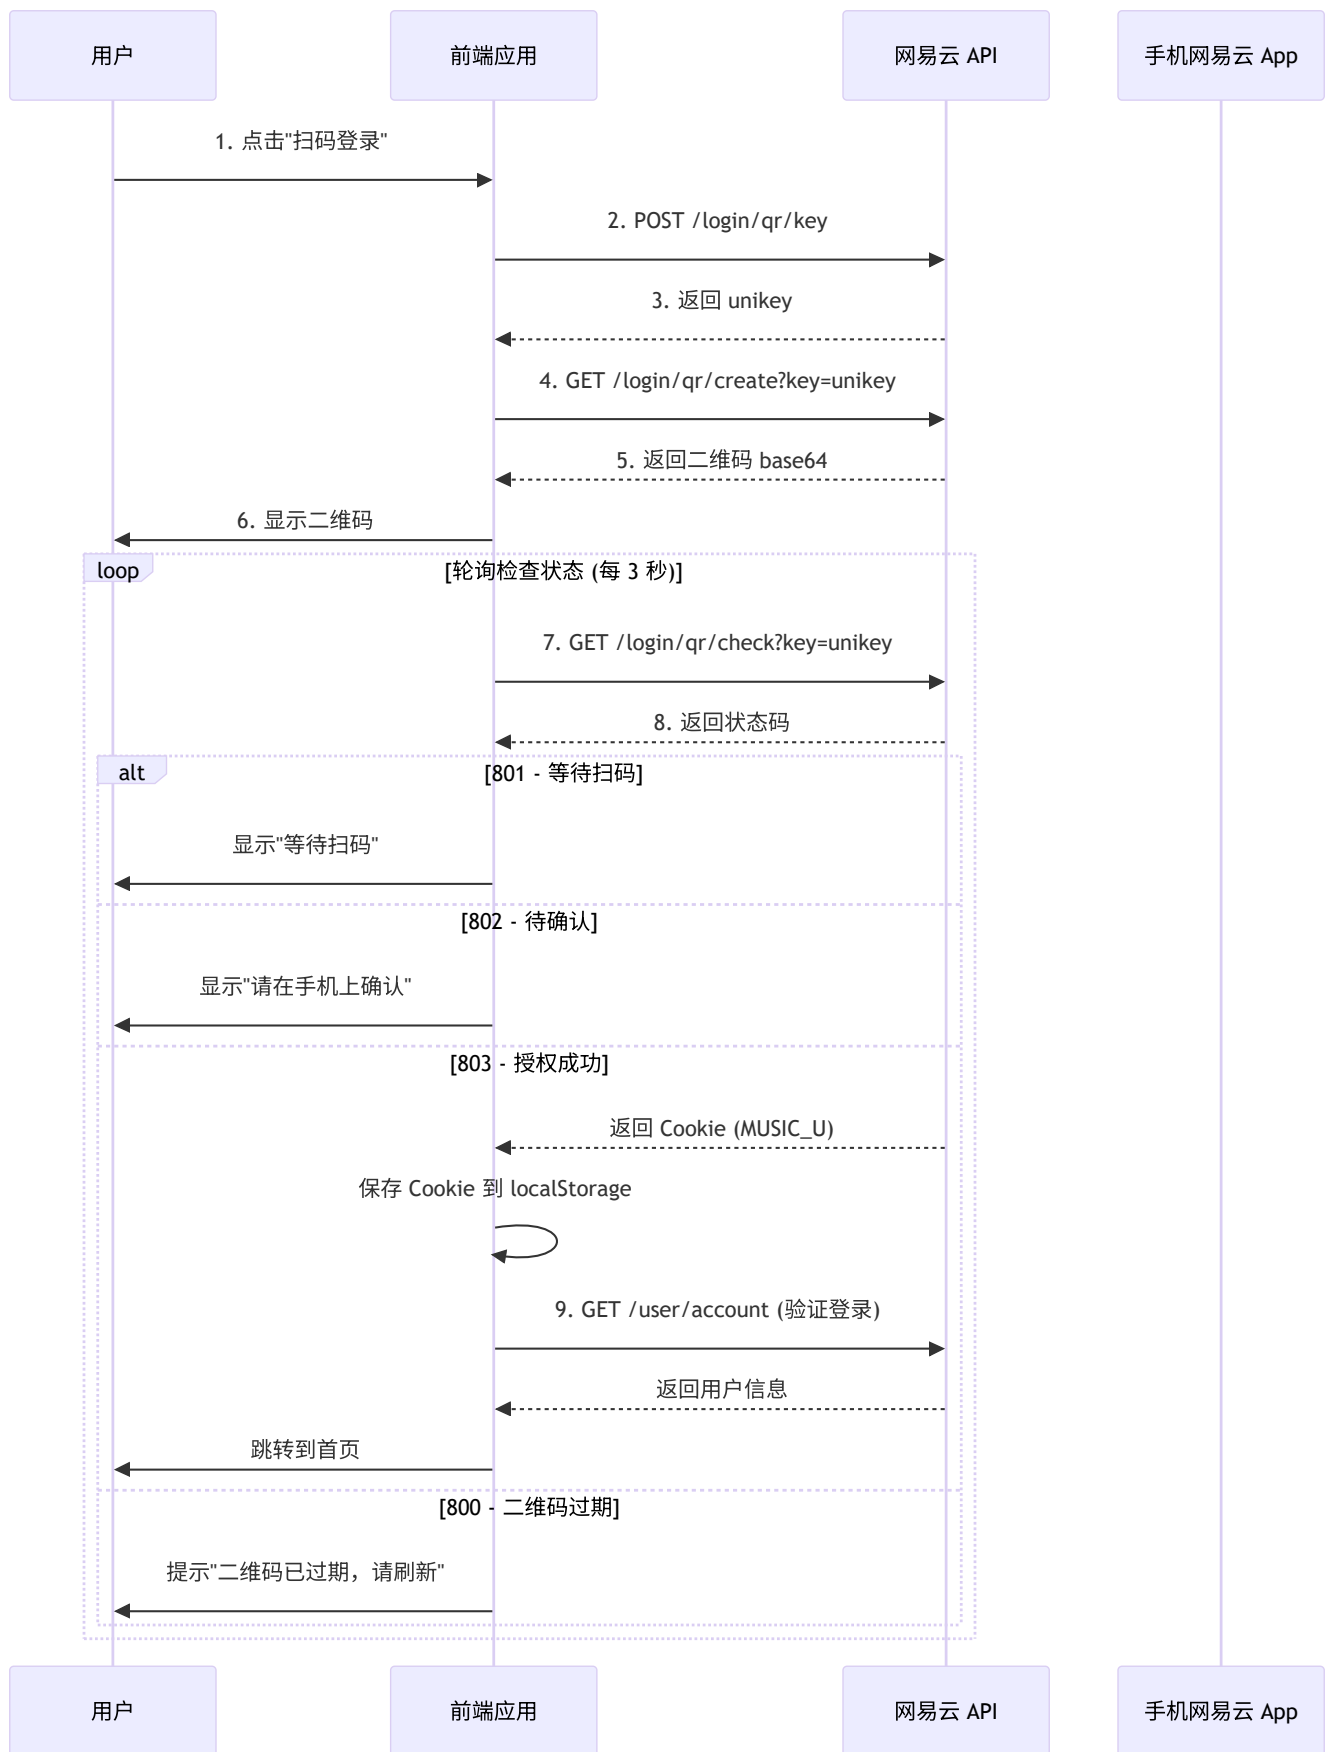 用户
前端应用
网易云 API
手机网易云 App
1. 点击"扫码登录"
2. POST /login/qr/key
3. 返回 unikey
4. GET /login/qr/create?key=unikey
5. 返回二维码 base64
6. 显示二维码
loop
[轮询检查状态 (每 3 秒)]
7. GET /login/qr/check?key=unikey
8. 返回状态码
alt
[801 - 等待扫码]
显示"等待扫码"
[802 - 待确认]
显示"请在手机上确认"
[803 - 授权成功]
返回 Cookie (MUSIC_U)
保存 Cookie 到 localStorage
9. GET /user/account (验证登录)
返回用户信息
跳转到首页
[800 - 二维码过期]
提示"二维码已过期，请刷新"
用户
前端应用
网易云 API
手机网易云 App